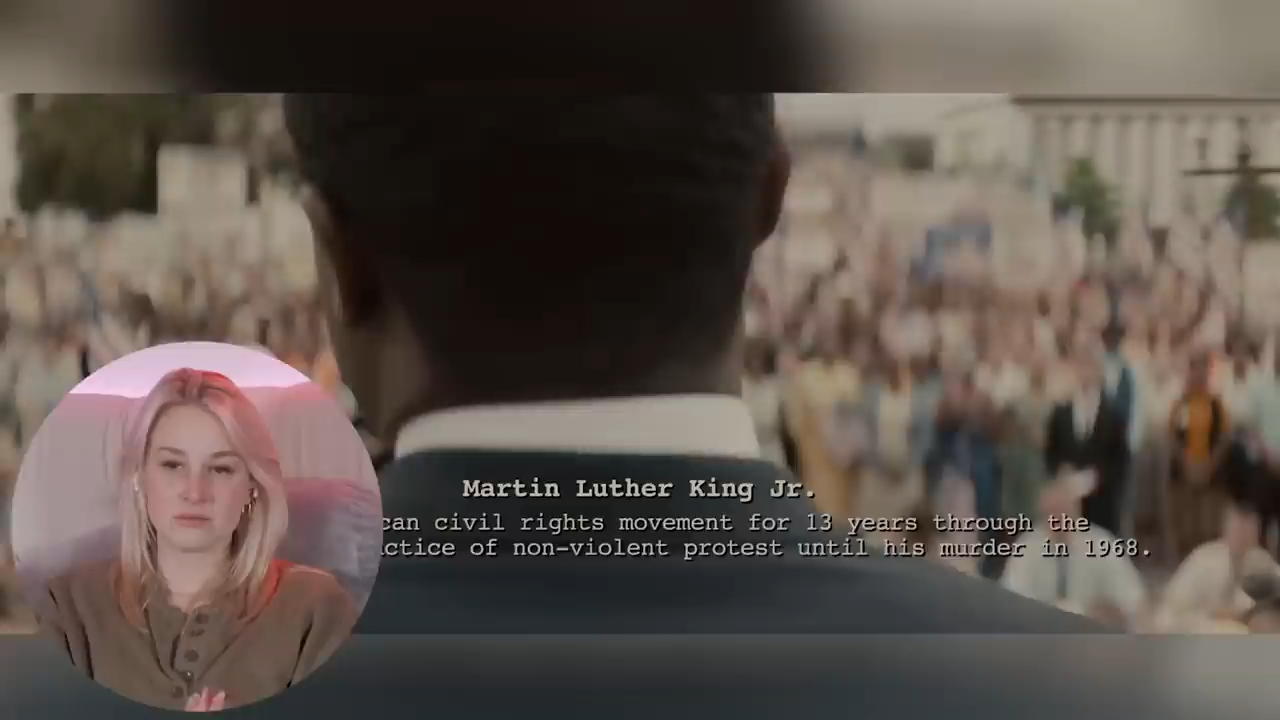 Martin Luther King Jr.
can civil rights movement for 13 years through the
ctice of non-violent protest until his murder in 1968.